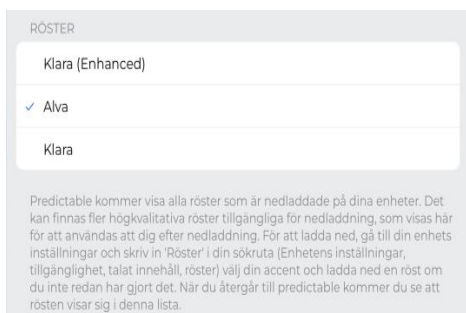 RÖSTER
Klara (Enhanced)
Alva
Klara
Predictable kommer visa alla röster som är nedladdade på dina enheter. Det
kan finnas fler högkvalitativa röster tillgängliga för nedladdning, som visas här
för att användas att dig efter nedladdning. För att ladda ned, gå till din enhets
inställningar och skriv in 'Röster' i din sökruta (Enhetens inställningar,
tillgänglighet, talat innehåll, röster) välj din accent och ladda ned en röst om
du inte redan har gjort det. När du återgår till predictable kommer du se att
rösten visar sig i denna lista.